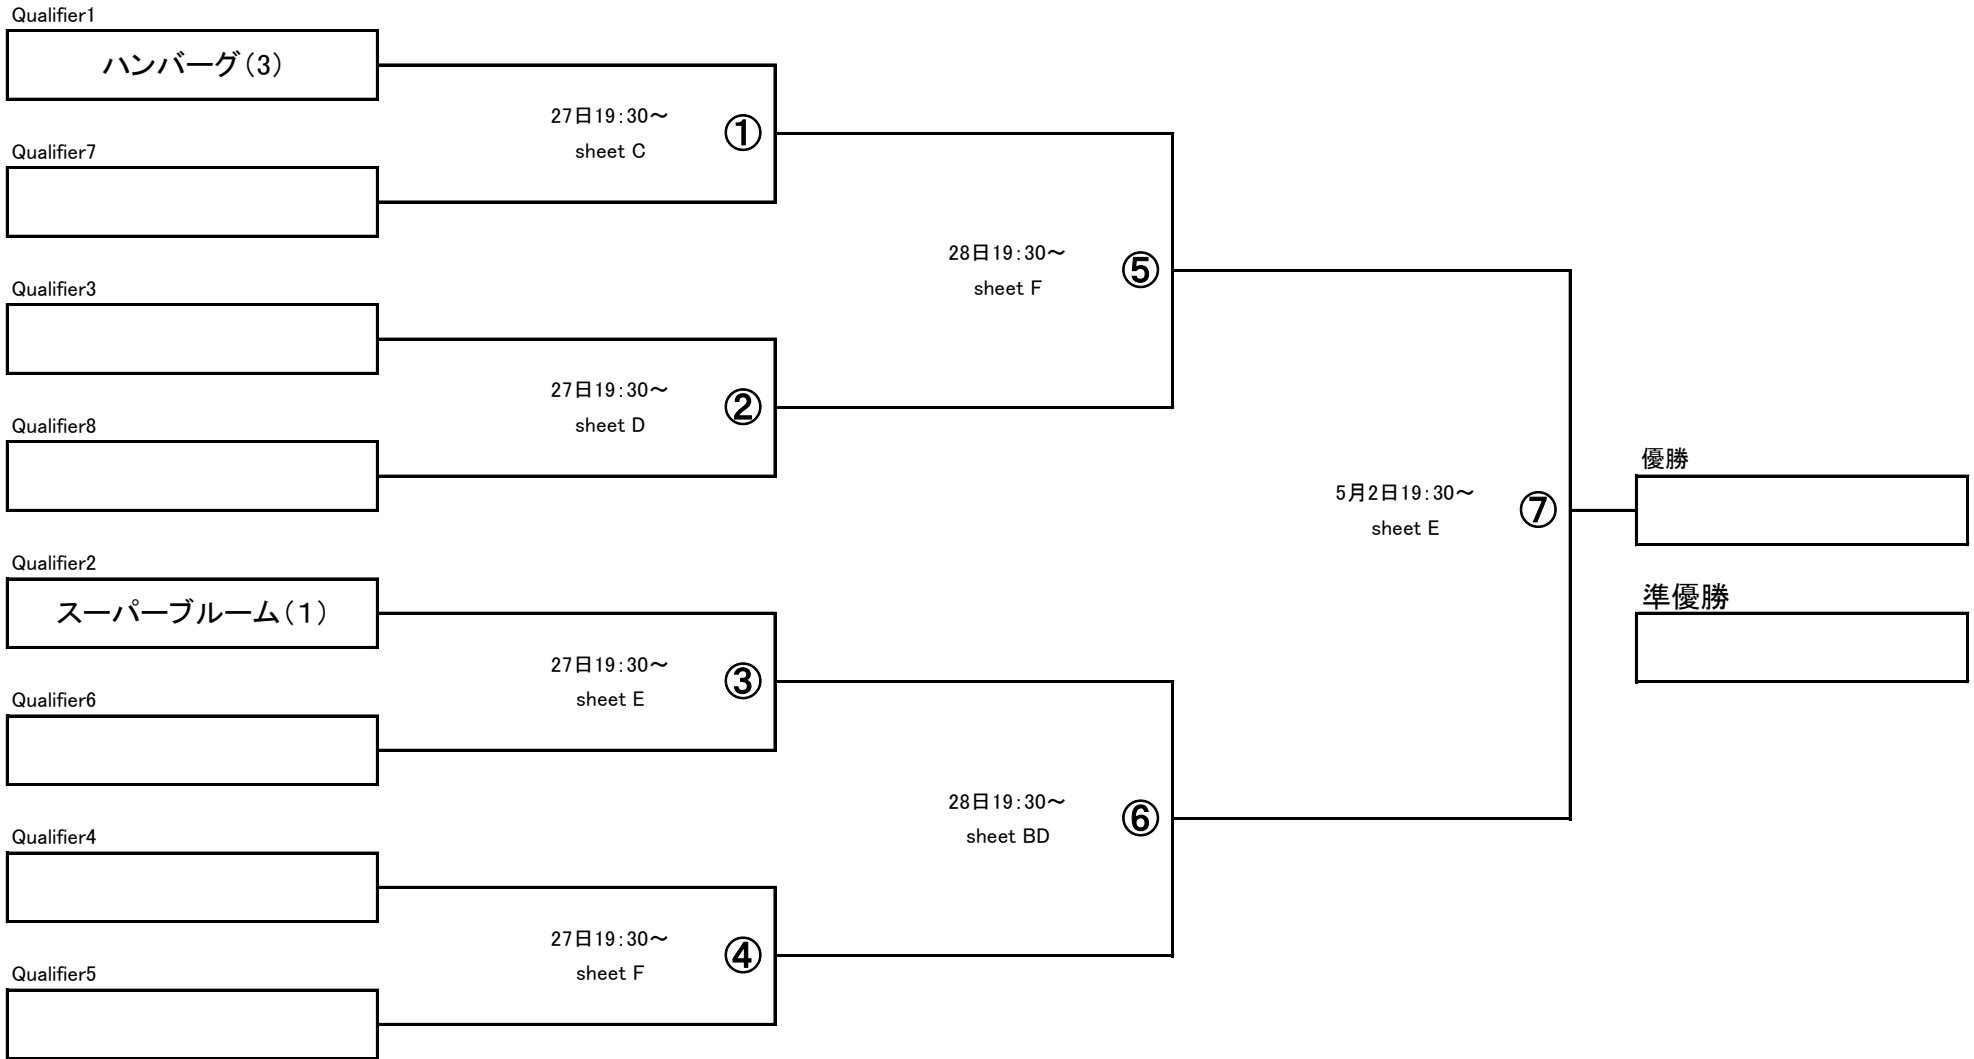 Qualifier1
ハンバーグ(3)
27日19:30～
sheet C
①
Qualifier7
Qualifier3
28日19:30～
sheet F
⑤
27日19:30～
sheet D
②
Qualifier8
優勝
5月2日19:30～
sheet E
⑦
Qualifier2
スーパーブルーム(1)
準優勝
27日19:30～
sheet E
③
Qualifier6
28日19:30～
sheet BD
⑥
Qualifier4
27日19:30～
sheet F
④
Qualifier5